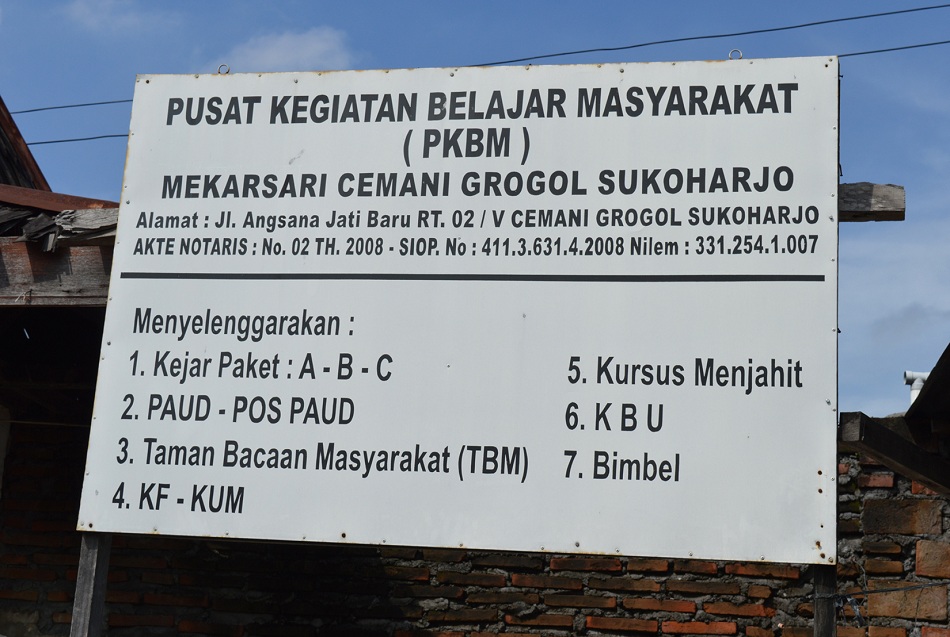 PUSAT KEGIATAN BELAJAR MASYARAKAT
( PKBM )
MEKARSARI CEMANI GROGOL SUKOHARJO
Alamat : Jl. Angsana Jati Baru RT. 02 / V CEMANI GROGOL SUKOHARJO
AKTE NOTARIS : No. 02 TH. 2008 - SIOP. No : 411.3.631.4.2008 Nilem : 331.254.1.007
Menyelenggarakan :
1. Kejar Paket : A - B - C
2. PAUD - POS PAUD
3. Taman Bacaan Masyarakat (TBM)
4. KF - KUM
5. Kursus Menjahit
6. K B U
7. Bimbel